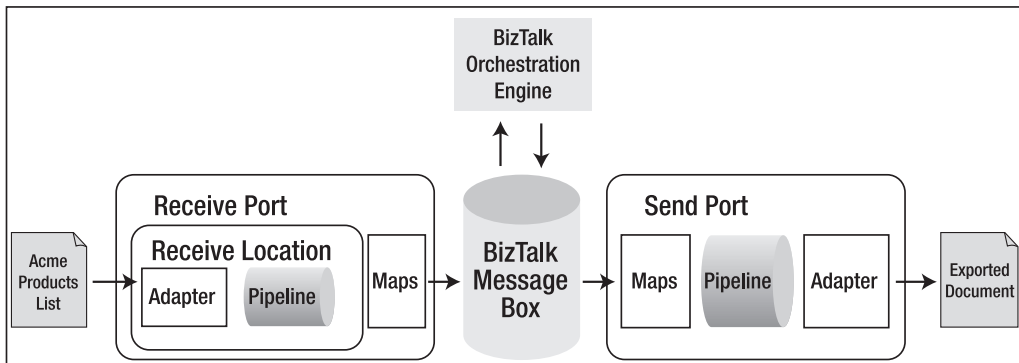 BizTalk
Orchestration
Engine
Receive Port
Receive Location
Adapter
Pipeline
Maps
Acme
Products
List
BizTalk
Message
Box
Send Port
Maps
Pipeline
Adapter
Exported
Document